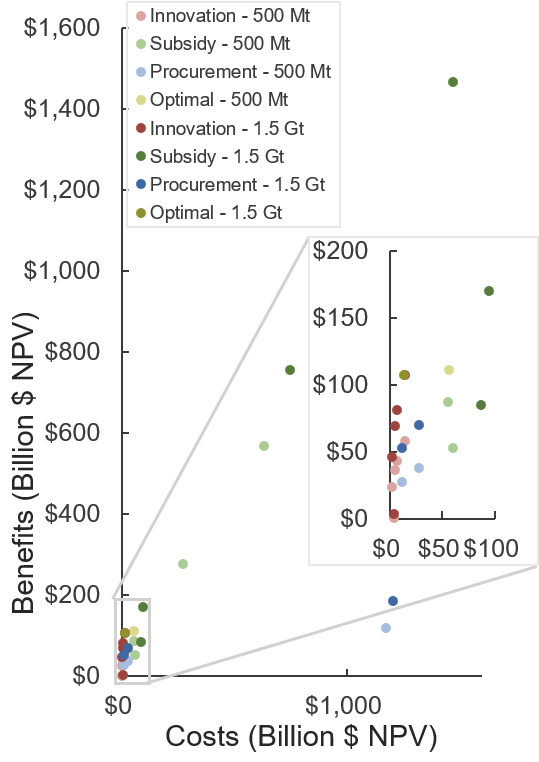 $1,600
$1,400
$1,200
$1,000
$800
$600
$400
$200
$0
Benefits (Billion $ NPV)
Innovation - 500 Mt
Subsidy - 500 Mt
Procurement - 500 Mt
Optimal - 500 Mt
Innovation - 1.5 Gt
Subsidy - 1.5 Gt
Procurement - 1.5 Gt
Optimal - 1.5 Gt
$200
$150
$100
$50
$0
$0 $50 $100
$0 $1,000
Costs (Billion $ NPV)